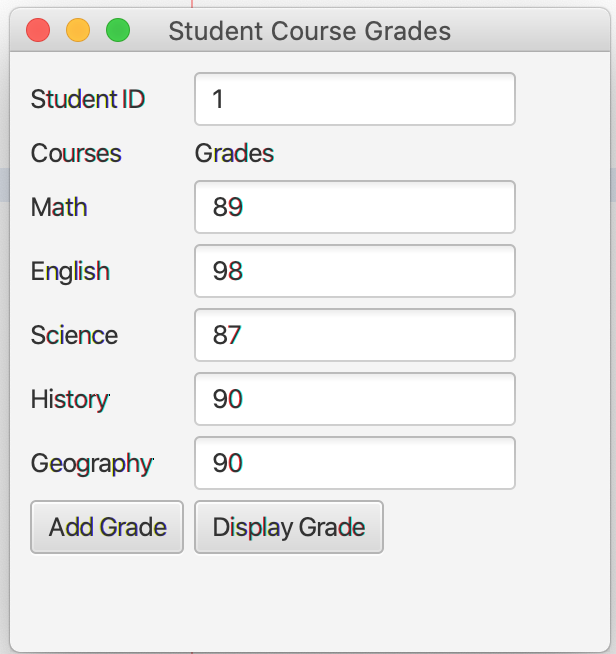 Student Course Grades
Student ID 1
Courses Grades
Math 89
English 98
Science 87
History 90
Geography 90
Add Grade Display Grade